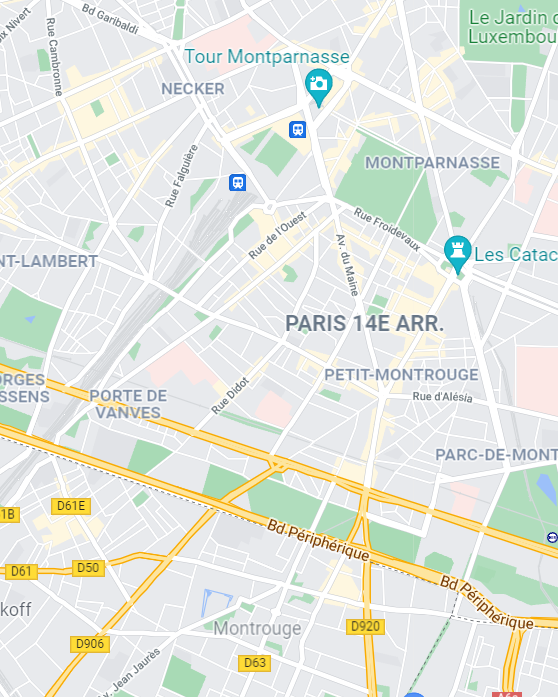 Bd Garibaldi
Rue Cambronne
Le Jardin
Luxembou
Tour Montparnasse
NECKER
MONTPARNASSE
Rue Falguière
Rue de l'Ouest
Rue Froidevaux
Av. du Maine
Les Catac
NT-LAMBERT
PARIS 14E ARR.
PETIT-MONTROUGE
Rue d'Alésia
Rue Didot
ORGES
SSENS
PORTE DE
VANVES
PARC-DE-MONT
D61E
1B
Bd Périphérique
D50
D61
Bd Périphérique
koff
Montrouge
D920
D906
D63
v. Jean Jaurès
A6a